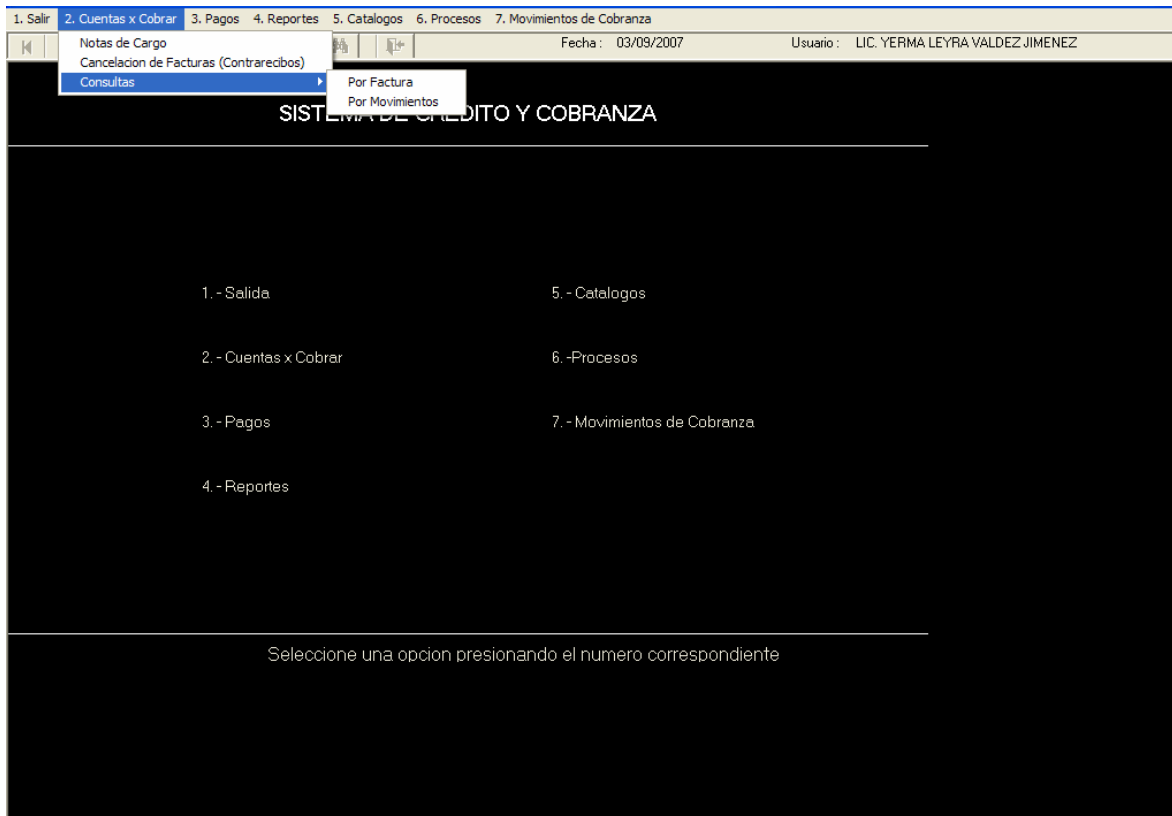 1. Salir 2. Cuentas x Cobrar 3. Pagos 4. Reportes 5. Catalogos 6. Procesos 7. Movimientos de Cobranza
Fecha : 03/09/2007 Usuario : LIC. YERMA LEYRA VALDEZ JIMENEZ
Notas de Cargo
Cancelacion de Facturas (Contrarecibos)
Consultas
Por Factura
Por Movimientos
SISTEMA DE CREDITO Y COBRANZA
1. - Salida 5. - Catalogos
2. - Cuentas x Cobrar 6. -Procesos
3. - Pagos 7. - Movimientos de Cobranza
4. - Reportes
Seleccione una opcion presionando el numero correspondiente